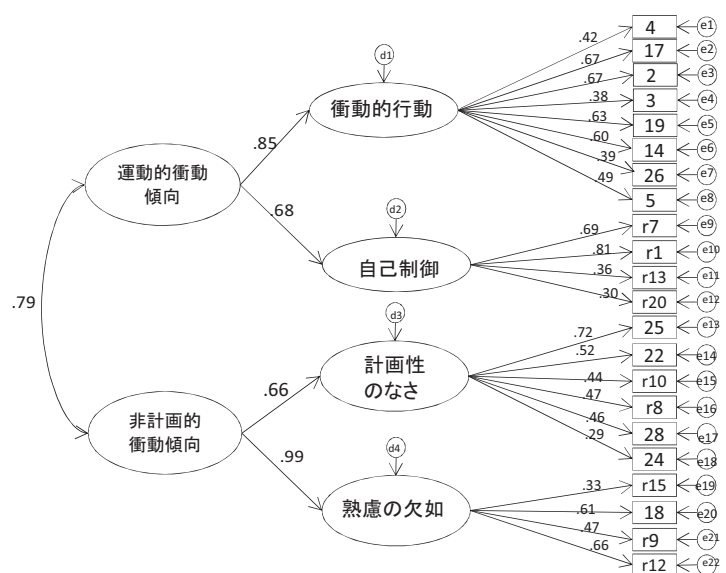 4
e1
.42
17
e2
d1
.67
2
e3
.67
3
e4
衝動的行動
.38
19
e5
.63
14
e6
.60
.85
26
e7
.39
運動的衝動
傾向
5
e8
.49
.68
d2
r7
e9
.69
r1
e10
.81
自己制御
r13
e11
.36
r20
e12
.30
.79
d3
25
e13
.72
22
e14
.52
計画性
のなさ
r10
e15
.44
.66
r8
e16
.47
非計画的
衝動傾向
28
e17
.46
24
e18
.29
.99
d4
r15
e19
.33
熟慮の欠如
18
e20
.61
r9
e21
.47
r12
e22
.66